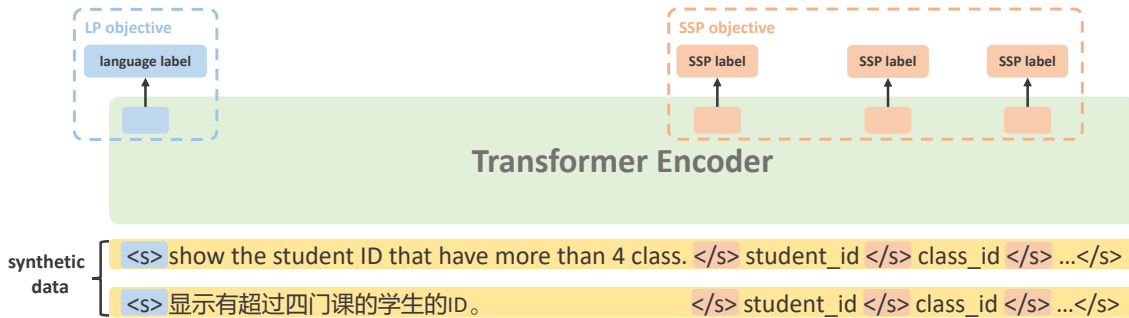 LP objective
SSP objective
language label
SSP label
SSP label
SSP label
Transformer Encoder
synthetic data
<s> show the student ID that have more than 4 class. </s> student_id </s> class_id </s> ...</s>
<s> 显示有超过四门课的学生的ID。 </s> student_id </s> class_id </s> ...</s>